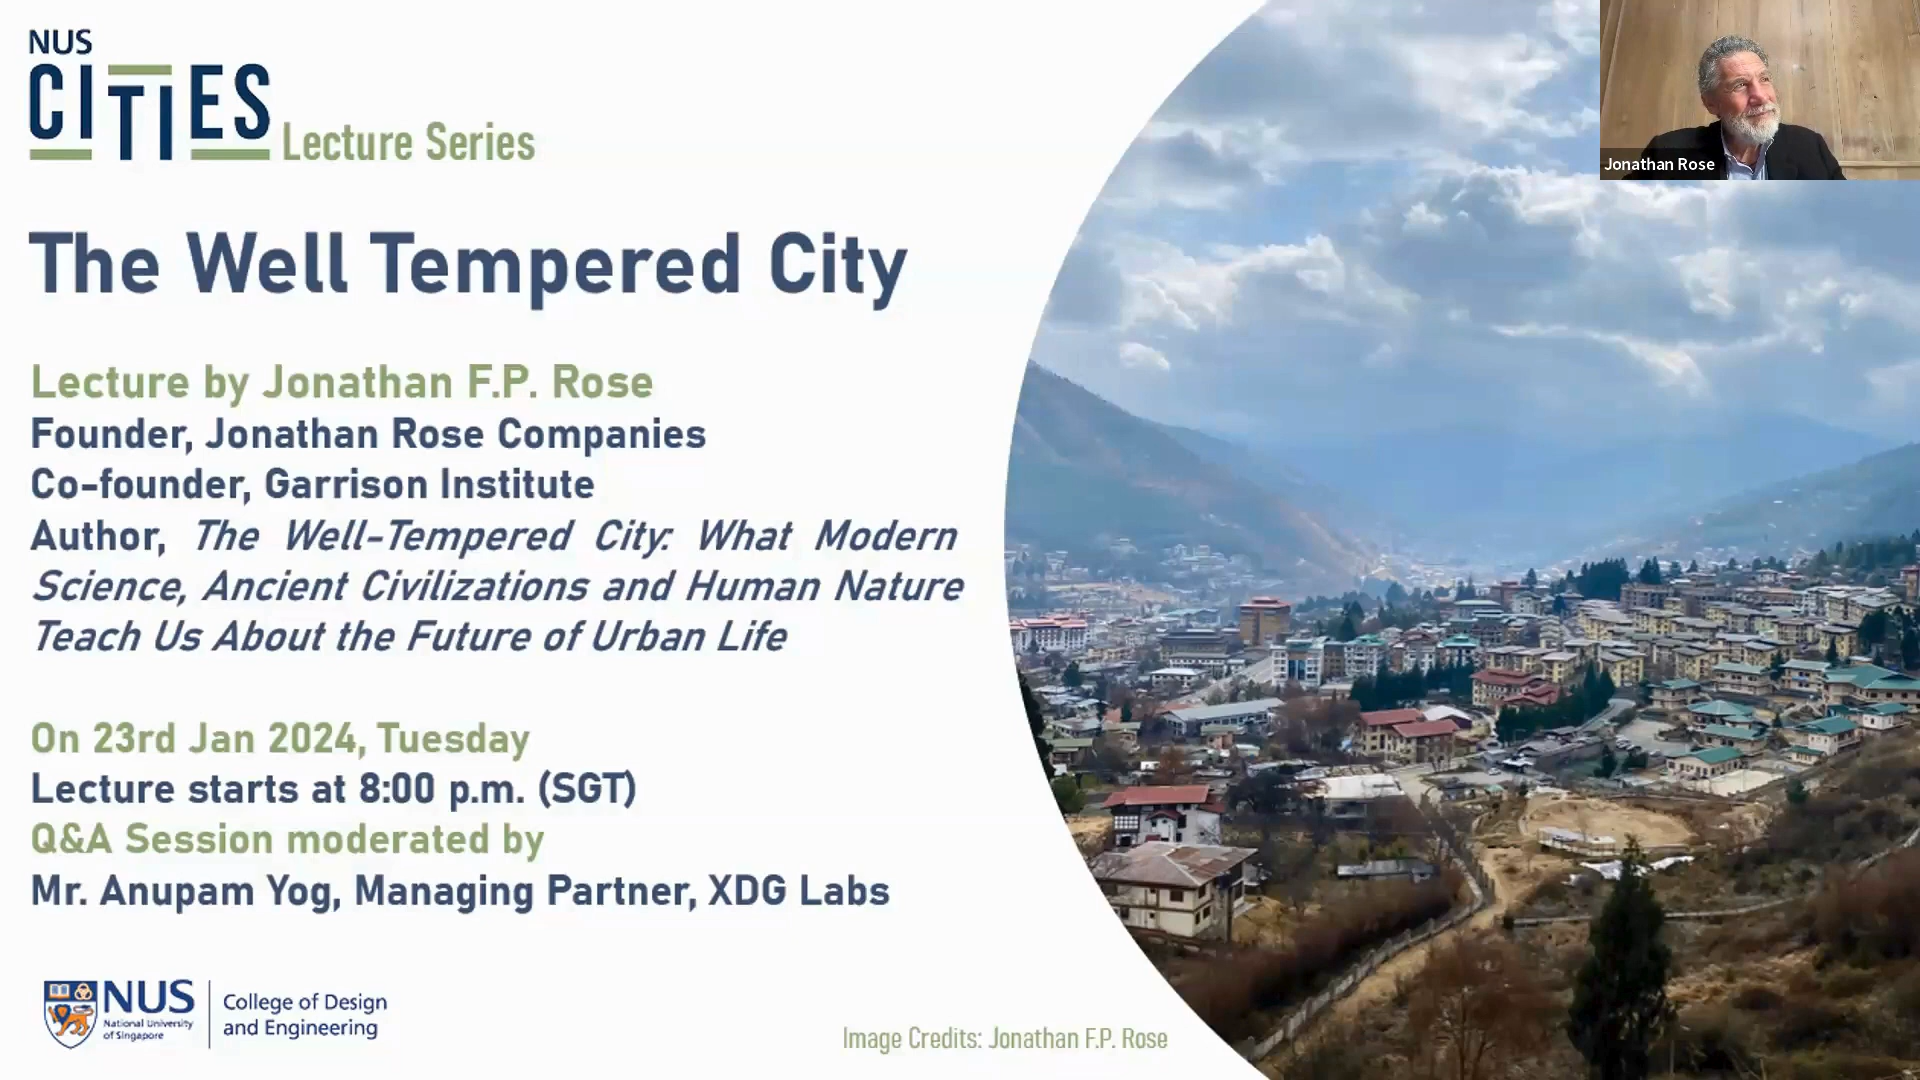 NUS
CITIES Lecture Series
Jonathan Rose
The Well Tempered City
Lecture by Jonathan F.P. Rose
Founder, Jonathan Rose Companies
Co-founder, Garrison Institute
Author, The Well-Tempered City: What Modern
Science, Ancient Civilizations and Human Nature
Teach Us About the Future of Urban Life
On 23rd Jan 2024, Tuesday
Lecture starts at 8:00 p.m. (SGT)
Q&A Session moderated by
Mr. Anupam Yog, Managing Partner, XDG Labs
NUS
National University
of Singapore
College of Design
and Engineering
Image Credits: Jonathan F.P. Rose